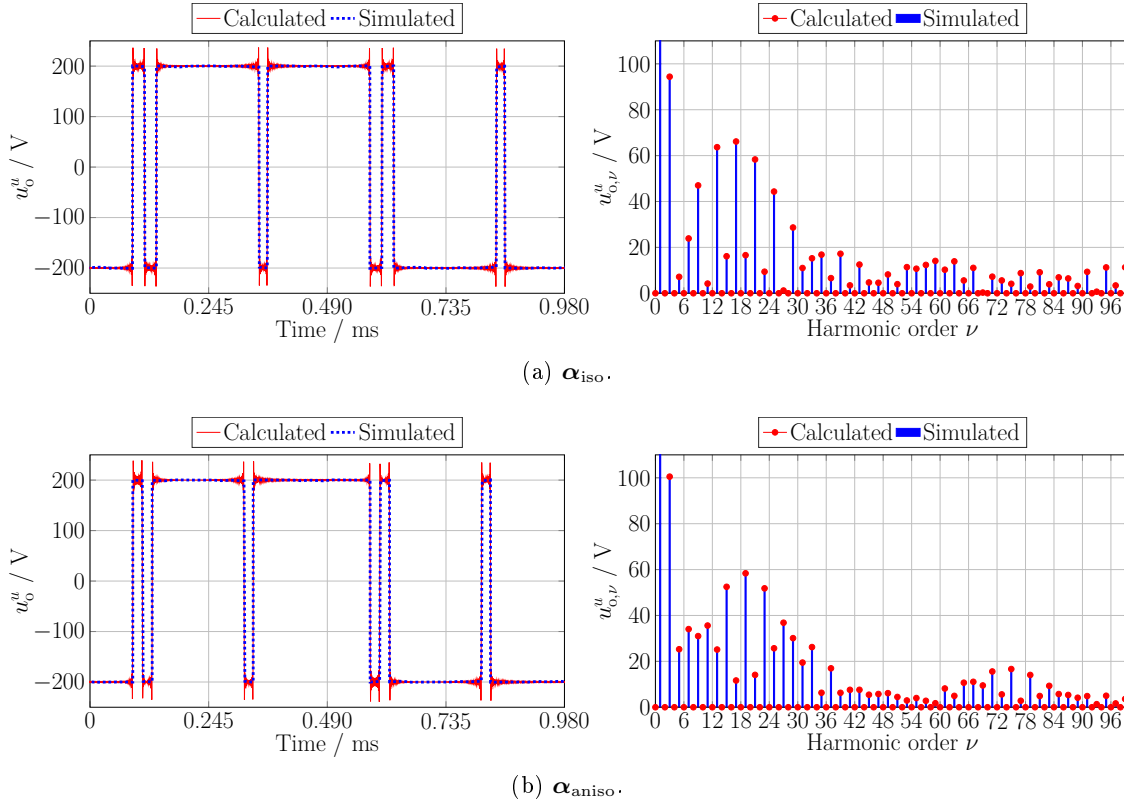 Calculated Simulated
Calculated Simulated
200
100
0
−100
−200
u_o^u / V
0 0.245 0.490 0.735 0.980
Time / ms
100
80
60
40
20
0
u_{o,ν}^u / V
0 6 12 18 24 30 36 42 48 54 60 66 72 78 84 90 96
Harmonic order ν
(a) α_iso.
Calculated Simulated
Calculated Simulated
200
100
0
−100
−200
u_o^u / V
0 0.245 0.490 0.735 0.980
Time / ms
100
80
60
40
20
0
u_{o,ν}^u / V
0 6 12 18 24 30 36 42 48 54 60 66 72 78 84 90 96
Harmonic order ν
(b) α_aniso.